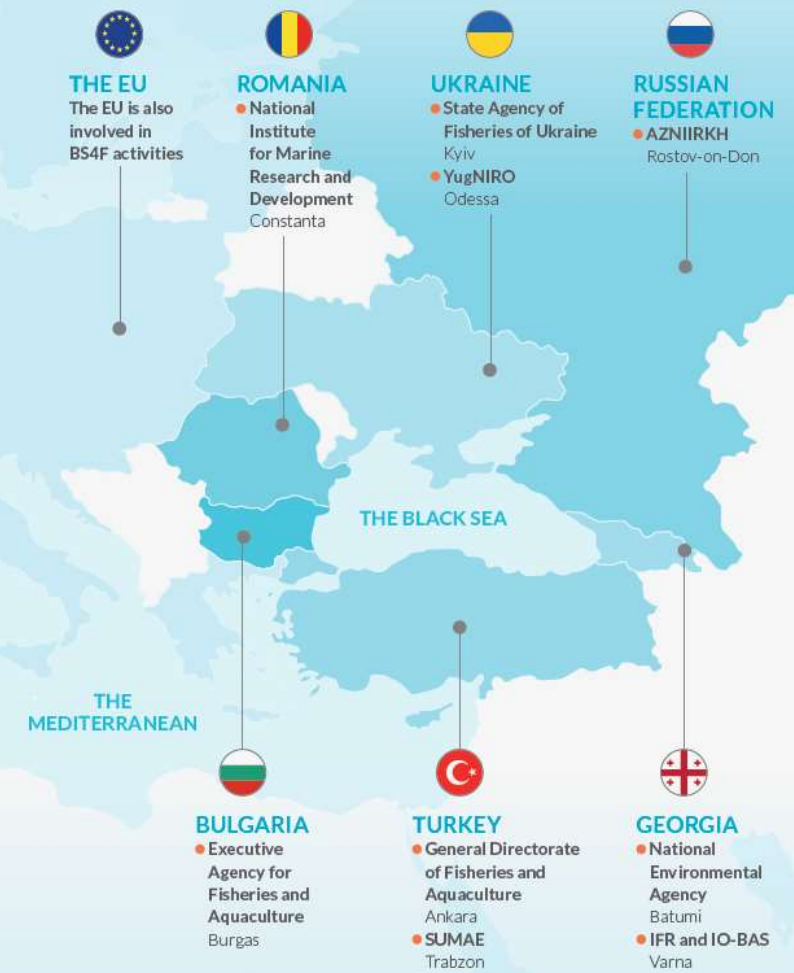 THE EU
The EU is also
involved in
BS4F activities
ROMANIA
National
Institute
for Marine
Research and
Development
Constanta
UKRAINE
State Agency of
Fisheries of Ukraine
Kyiv
YugNIRO
Odessa
RUSSIAN
FEDERATION
AZNIIRKH
Rostov-on-Don
THE BLACK SEA
THE
MEDITERRANEAN
BULGARIA
Executive
Agency for
Fisheries and
Aquaculture
Burgas
TURKEY
General Directorate
of Fisheries and
Aquaculture
Ankara
SUMAE
Trabzon
GEORGIA
National
Environmental
Agency
Batumi
IFR and IO-BAS
Varna